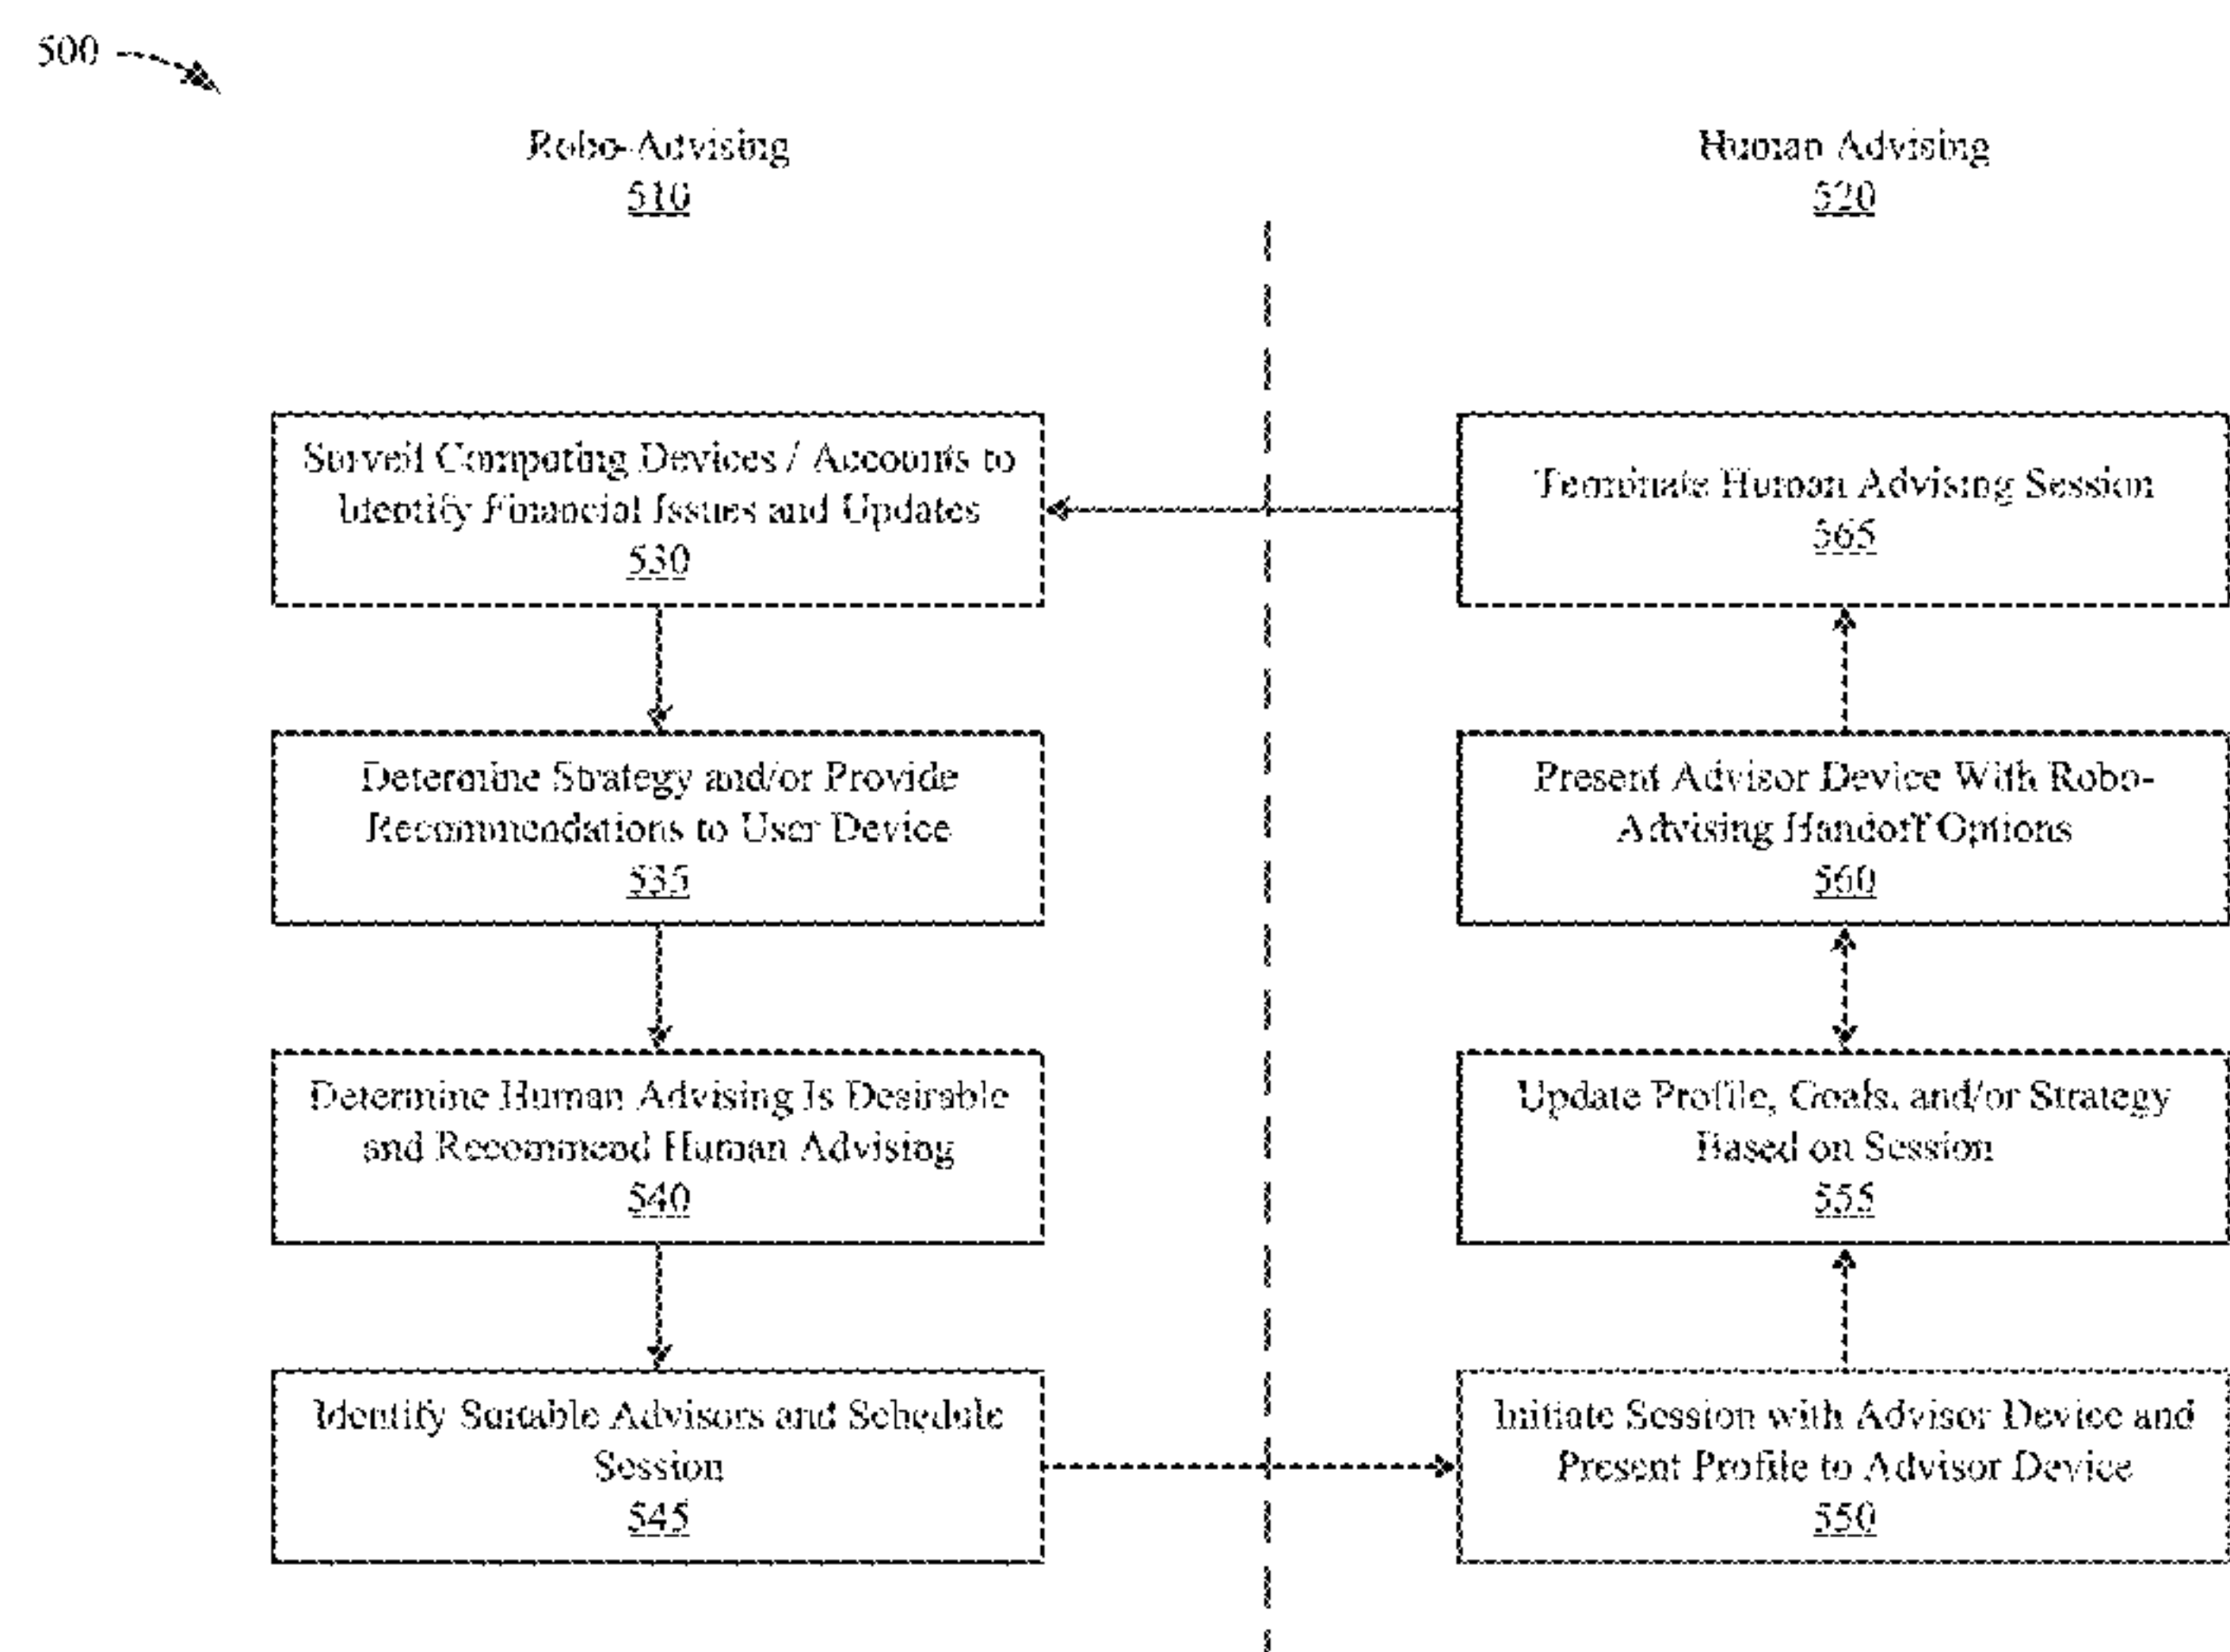 500
Robo-Advising
510
Human Advising
520
Surveil Computing Devices / Accounts to
Identify Financial Issues and Updates
530
Determine Strategy and/or Provide
Recommendations to User Device
535
Determine Human Advising Is Desirable
and Recommend Human Advising
540
Identify Suitable Advisors and Schedule
Session
545
Terminate Human Advising Session
565
Present Advisor Device With Robo-
Advising Handoff Options
560
Update Profile, Goals, and/or Strategy
Based on Session
555
Initiate Session with Advisor Device and
Present Profile to Advisor Device
550